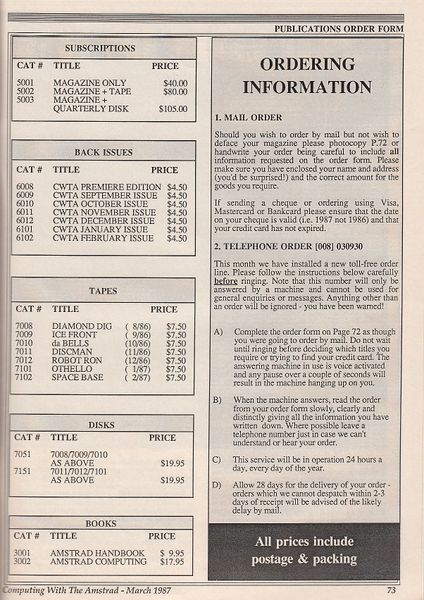 PUBLICATIONS ORDER FORM
SUBSCRIPTIONS
CAT # TITLE PRICE
5001 MAGAZINE ONLY $40.00
5002 MAGAZINE + TAPE $80.00
5003 MAGAZINE +
QUARTERLY DISK $105.00
BACK ISSUES
CAT # TITLE PRICE
6008 CWTA PREMIERE EDITION $4.50
6009 CWTA SEPTEMBER ISSUE $4.50
6010 CWTA OCTOBER ISSUE $4.50
6011 CWTA NOVEMBER ISSUE $4.50
6012 CWTA DECEMBER ISSUE $4.50
6101 CWTA JANUARY ISSUE $4.50
6102 CWTA FEBRUARY ISSUE $4.50
TAPES
CAT # TITLE PRICE
7008 DIAMOND DIG ( 8/86) $7.50
7009 ICE FRONT ( 9/86) $7.50
7010 da BELLS (10/86) $7.50
7011 DISCMAN (11/86) $7.50
7012 ROBOT RON (12/86) $7.50
7101 OTHELLO ( 1/87) $7.50
7102 SPACE BASE ( 2/87) $7.50
DISKS
CAT # TITLE PRICE
7051 7008/7009/7010
AS ABOVE $19.95
7151 7011/7012/7101
AS ABOVE $19.95
BOOKS
CAT # TITLE PRICE
3001 AMSTRAD HANDBOOK $ 9.95
3002 AMSTRAD COMPUTING $17.95
ORDERING
INFORMATION
1. MAIL ORDER
Should you wish to order by mail but not wish to
deface your magazine please photocopy P.72 or
handwrite your order being careful to include all
information requested on the order form. Please
make sure you have enclosed your name and address
(you'd be surprised!) and the correct amount for the
goods you require.
If sending a cheque or ordering using Visa,
Mastercard or Bankcard please ensure that the date
on your cheque is valid (i.e. 1987 not 1986) and that
your credit card has not expired.
2. TELEPHONE ORDER [008] 030930
This month we have installed a new toll-free order
line. Please follow the instructions below carefully
before ringing. Note that this number will only be
answered by a machine and cannot be used for
general enquiries or messages. Anything other than
an order will be ignored - you have been warned!
A) Complete the order form on Page 72 as though
you were going to order by mail. Do not wait
until ringing before deciding which titles you
require or trying to find your credit card. The
answering machine in use is voice activated
and any pause over a couple of seconds will
result in the machine hanging up on you.
B) When the machine answers, read the order
from your order form slowly, clearly and
distinctly giving all the information you have
written down. Where possible leave a
telephone number just in case we can't
understand or hear your order.
C) This service will be in operation 24 hours a
day, every day of the year.
D) Allow 28 days for the delivery of your order -
orders which we cannot despatch within 2-3
days of receipt will be advised of the likely
delay by mail.
All prices include
postage & packing
Computing With The Amstrad - March 1987 73